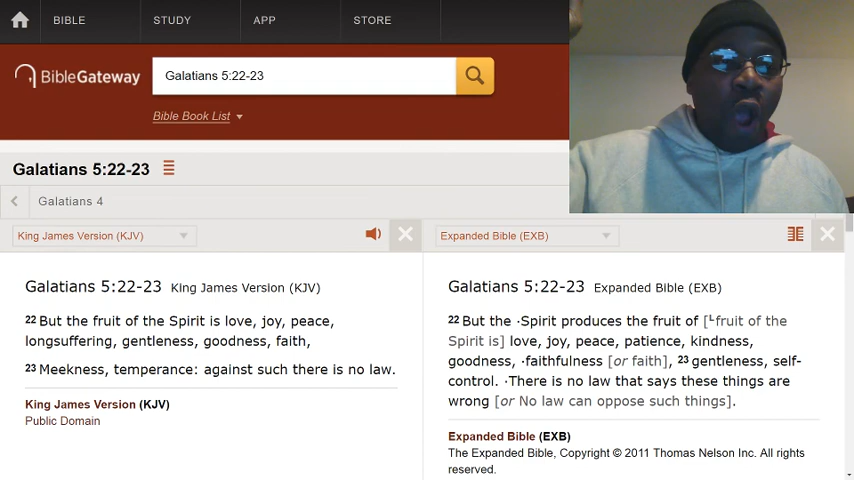 BIBLE STUDY APP STORE
BibleGateway
Galatians 5:22-23
Bible Book List
Galatians 5:22-23
Galatians 4
King James Version (KJV)
Expanded Bible (EXB)
Galatians 5:22-23 King James Version (KJV)
22 But the fruit of the Spirit is love, joy, peace,
longsuffering, gentleness, goodness, faith,
23 Meekness, temperance: against such there is no law.
King James Version (KJV)
Public Domain
Galatians 5:22-23 Expanded Bible (EXB)
22 But the ·Spirit produces the fruit of [Lfruit of the
Spirit is] love, joy, peace, patience, kindness,
goodness, ·faithfulness [or faith], 23 gentleness, self-
control. ·There is no law that says these things are
wrong [or No law can oppose such things].
Expanded Bible (EXB)
The Expanded Bible, Copyright © 2011 Thomas Nelson Inc. All rights
reserved.